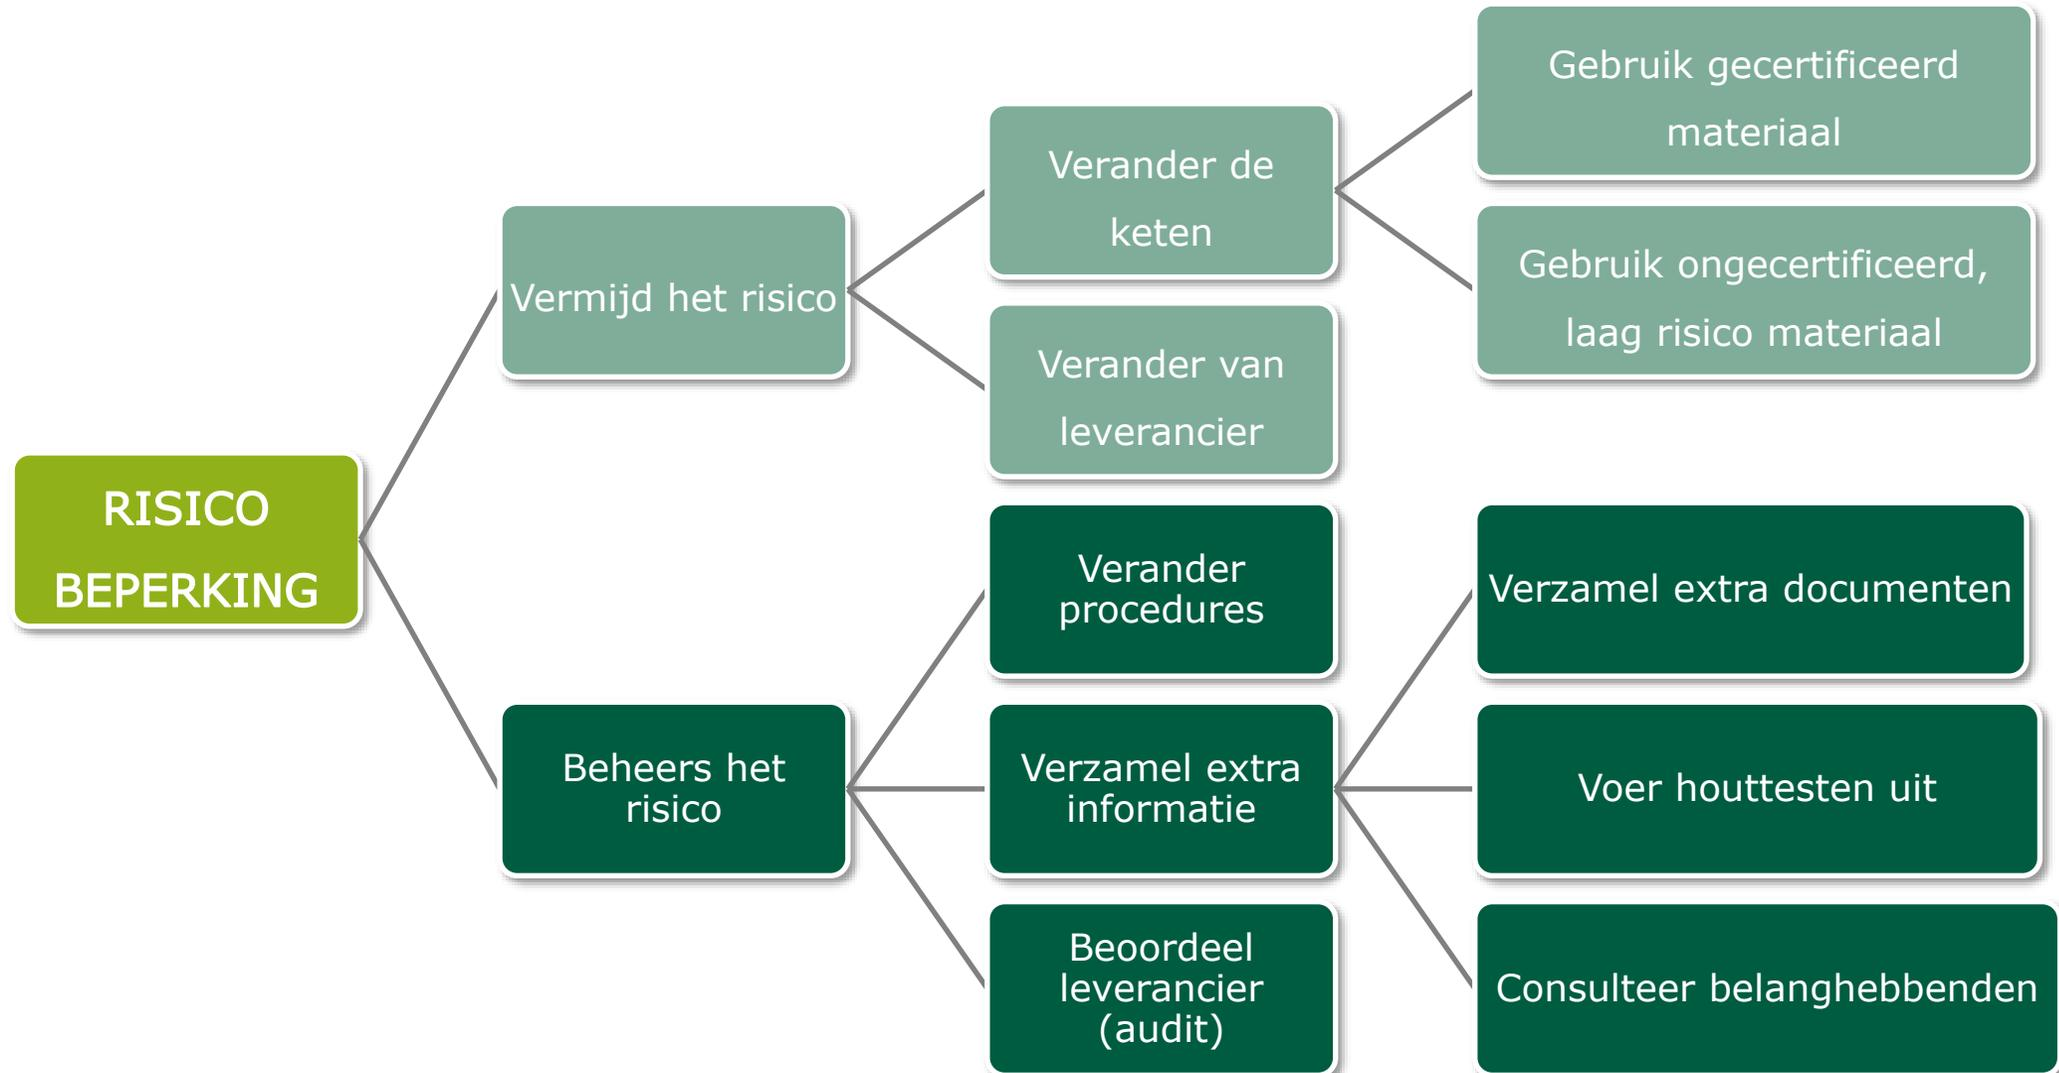 RISICO
BEPERKING
Vermijd het risico
Verander de
keten
Gebruik gecertificeerd
materiaal
Gebruik ongecertificeerd,
laag risico materiaal
Verander van
leverancier
Beheers het
risico
Verander
procedures
Verzamel extra
informatie
Verzamel extra documenten
Voer houttesten uit
Consulteer belanghebbenden
Beoordeel
leverancier
(audit)